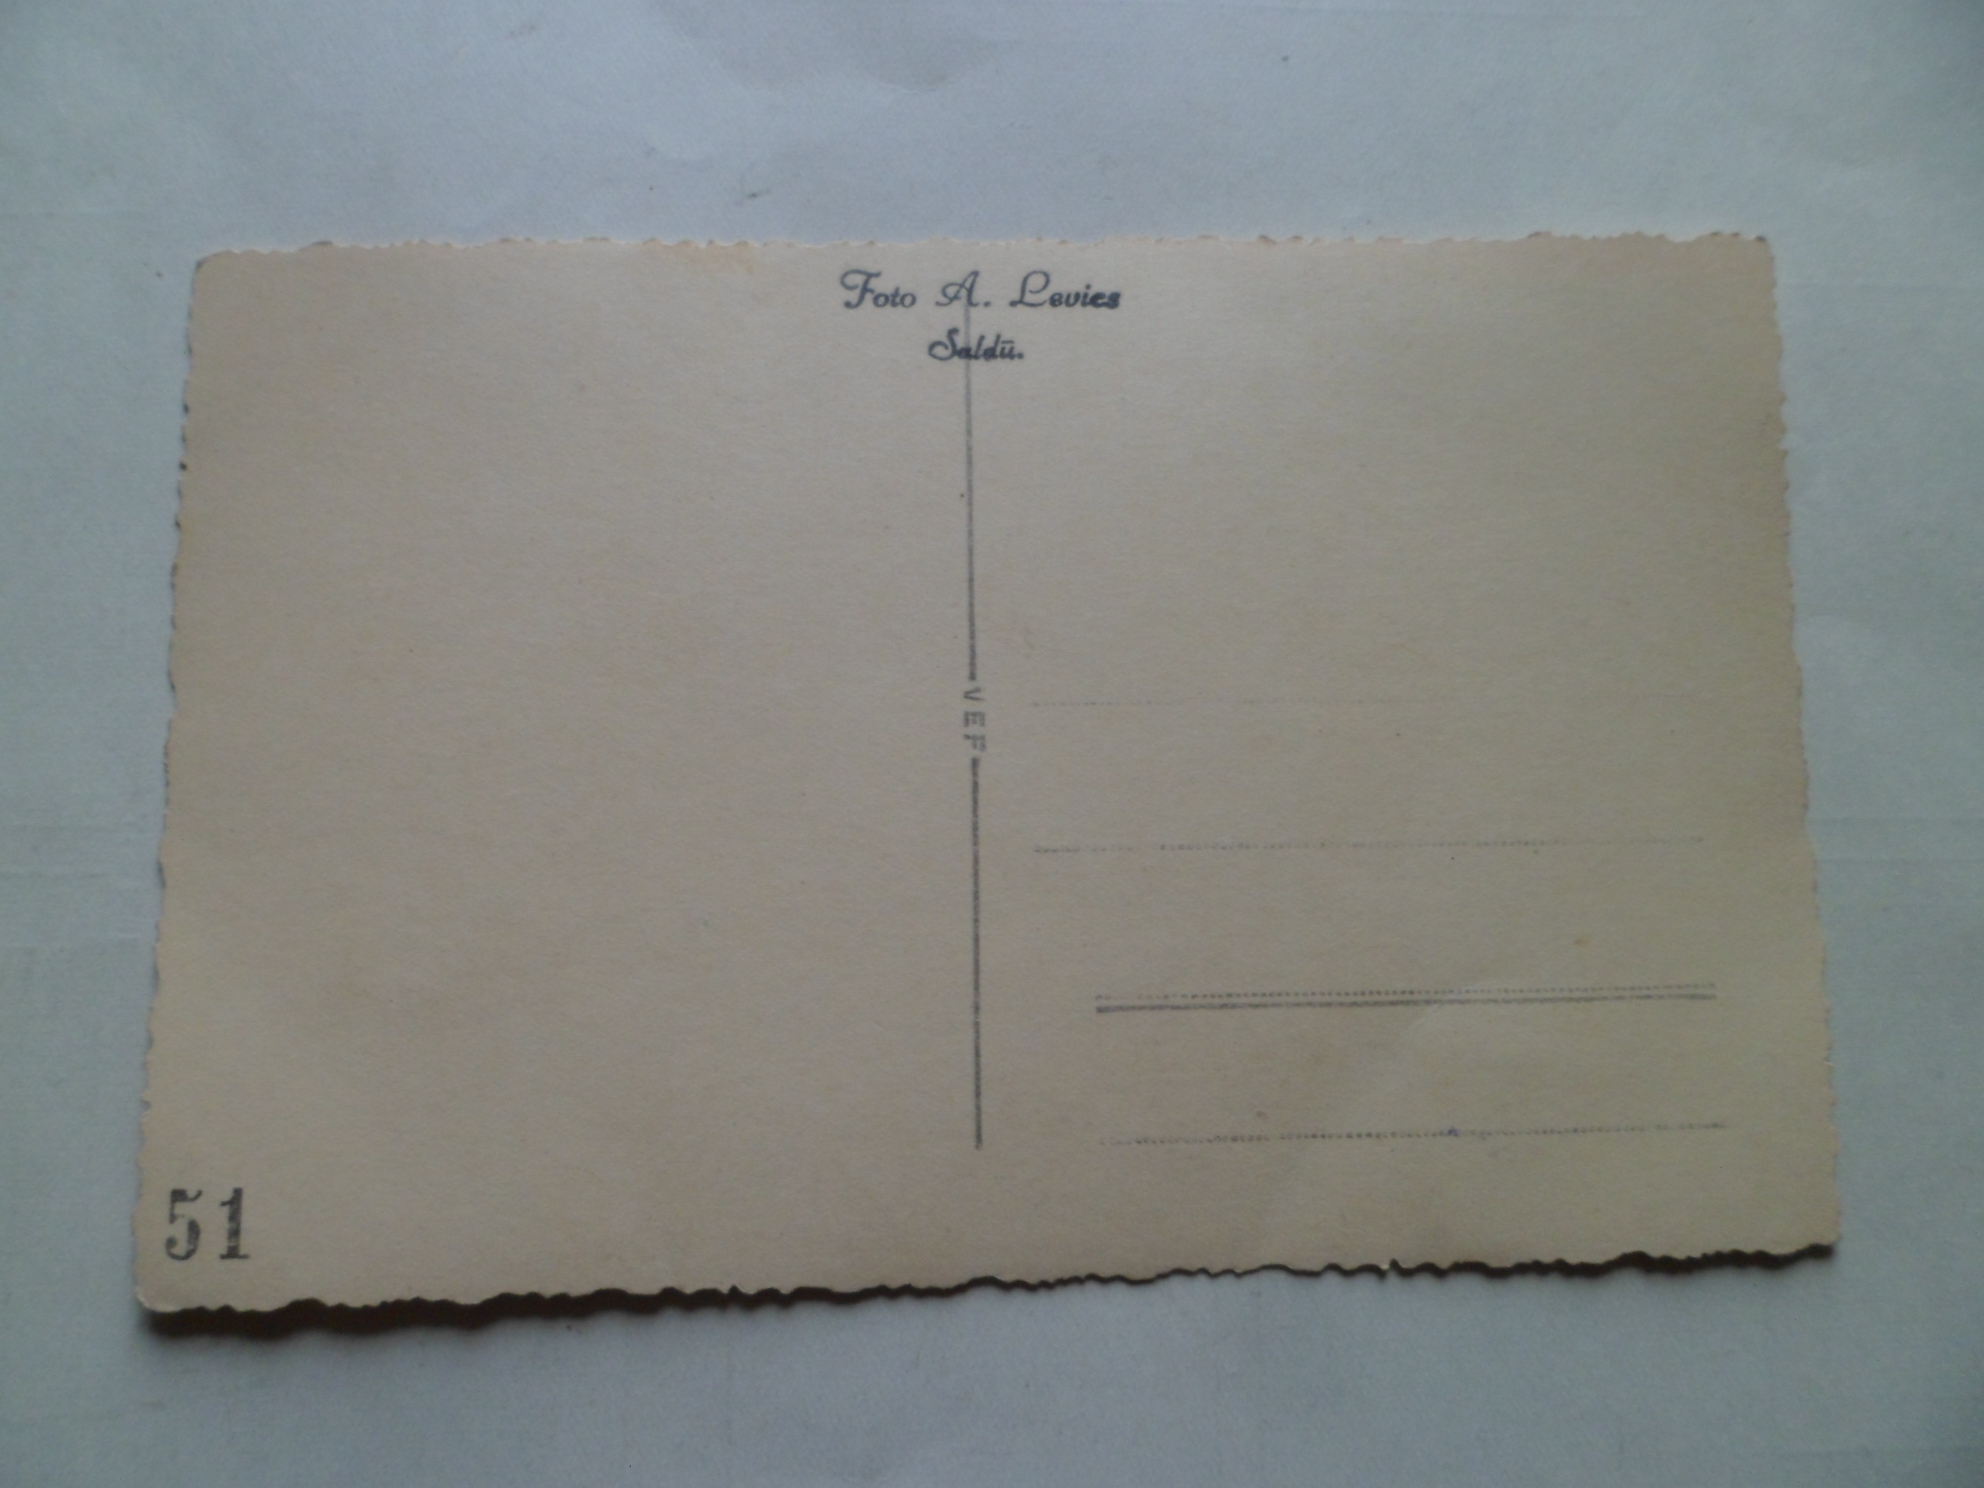 Foto A. Levies
Saldū.
VEF
51